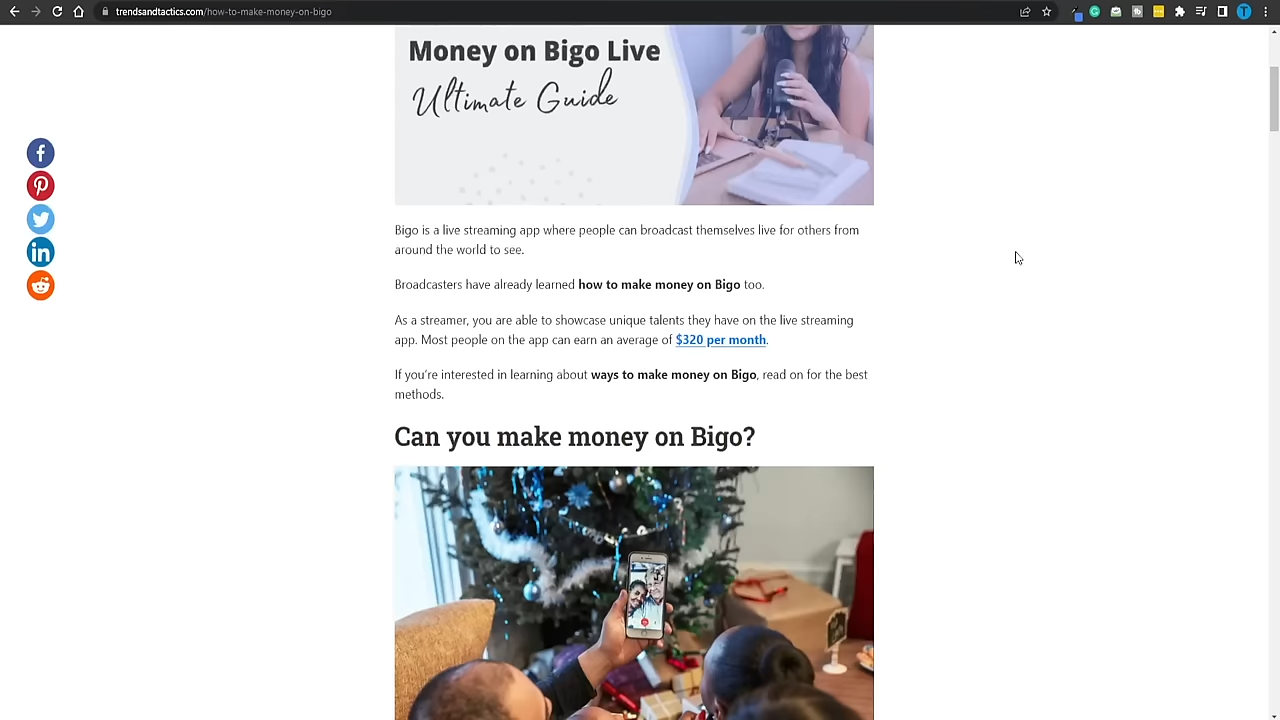 trendsandtactics.com/how-to-make-money-on-bigo
T
Money on Bigo Live
Ultimate Guide
Bigo is a live streaming app where people can broadcast themselves live for others from
around the world to see.
Broadcasters have already learned how to make money on Bigo too.
As a streamer, you are able to showcase unique talents they have on the live streaming
app. Most people on the app can earn an average of $320 per month.
If you're interested in learning about ways to make money on Bigo, read on for the best
methods.
Can you make money on Bigo?